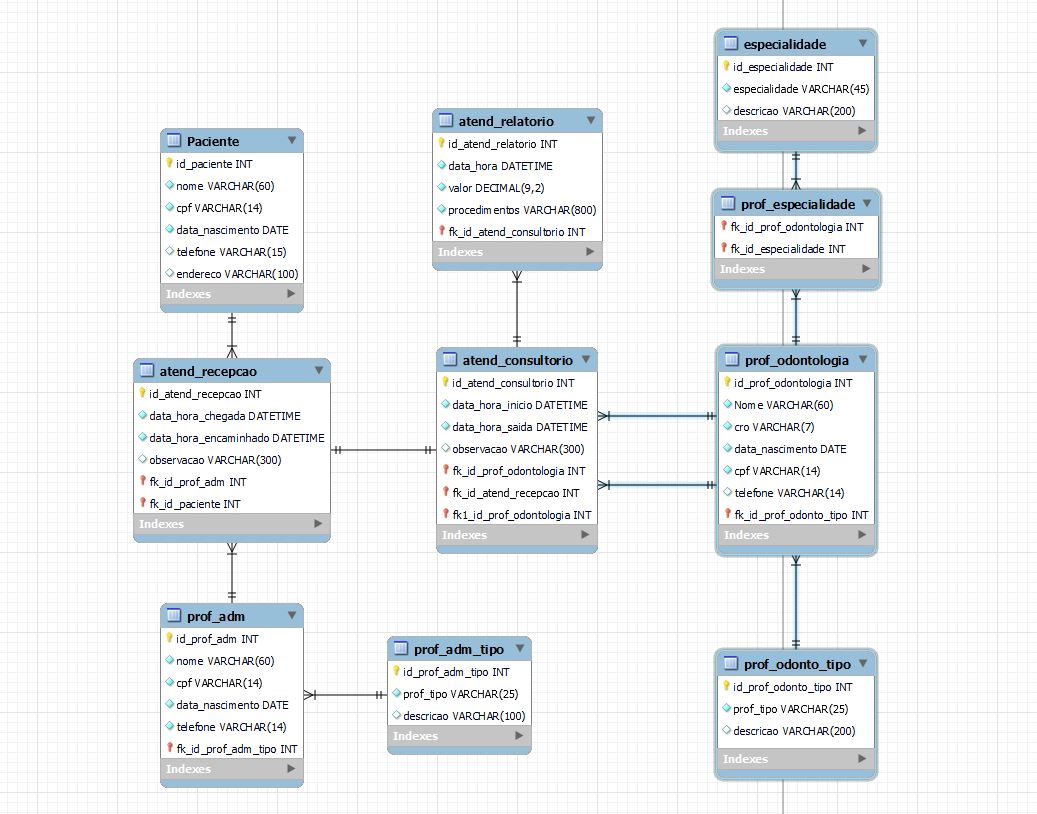 Paciente
id_paciente INT
nome VARCHAR(60)
cpf VARCHAR(14)
data_nascimento DATE
telefone VARCHAR(15)
endereco VARCHAR(100)
Indexes
atend_relatorio
id_atend_relatorio INT
data_hora DATETIME
valor DECIMAL(9,2)
procedimentos VARCHAR(800)
fk_id_atend_consultorio INT
Indexes
especialidade
id_especialidade INT
especialidade VARCHAR(45)
descricao VARCHAR(200)
Indexes
prof_especialidade
fk_id_prof_odontologia INT
fk_id_especialidade INT
Indexes
atend_recepcao
id_atend_recepcao INT
data_hora_chegada DATETIME
data_hora_encaminhado DATETIME
observacao VARCHAR(300)
fk_id_prof_adm INT
fk_id_paciente INT
Indexes
atend_consultorio
id_atend_consultorio INT
data_hora_inicio DATETIME
data_hora_saida DATETIME
observacao VARCHAR(300)
fk_id_prof_odontologia INT
fk_id_atend_recepcao INT
fk1_id_prof_odontologia INT
Indexes
prof_odontologia
id_prof_odontologia INT
Nome VARCHAR(60)
cro VARCHAR(7)
data_nascimento DATE
cpf VARCHAR(14)
telefone VARCHAR(14)
fk_id_prof_odonto_tipo INT
Indexes
prof_adm
id_prof_adm INT
nome VARCHAR(60)
cpf VARCHAR(14)
data_nascimento DATE
telefone VARCHAR(14)
fk_id_prof_adm_tipo INT
Indexes
prof_adm_tipo
id_prof_adm_tipo INT
prof_tipo VARCHAR(25)
descricao VARCHAR(100)
Indexes
prof_odonto_tipo
id_prof_odonto_tipo INT
prof_tipo VARCHAR(25)
descricao VARCHAR(200)
Indexes